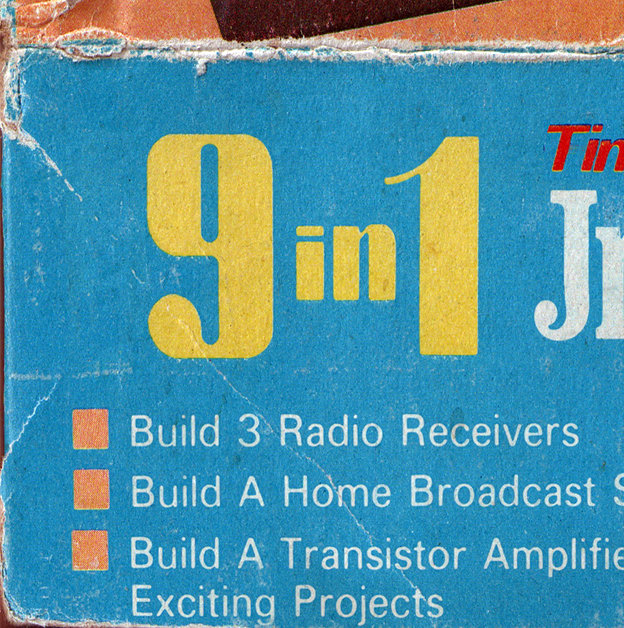 9 in 1
Build 3 Radio Receivers
Build A Home Broadcast
Build A Transistor
Exciting Projects